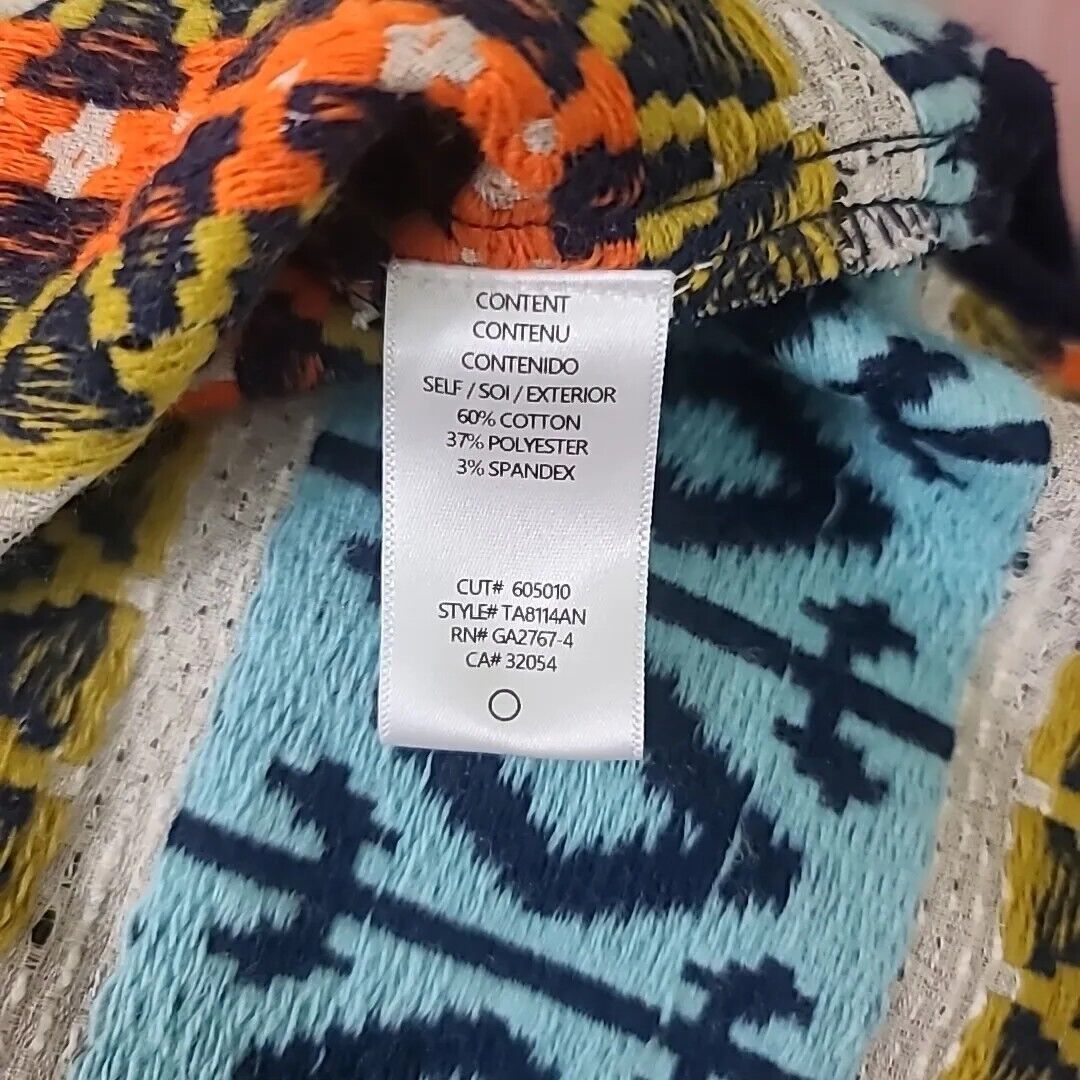 CONTENT
CONTENU
CONTENIDO
SELF / SOI / EXTERIOR
60% COTTON
37% POLYESTER
3% SPANDEX
CUT# 605010
STYLE# TA8114AN
RN# GA2767-4
CA# 32054